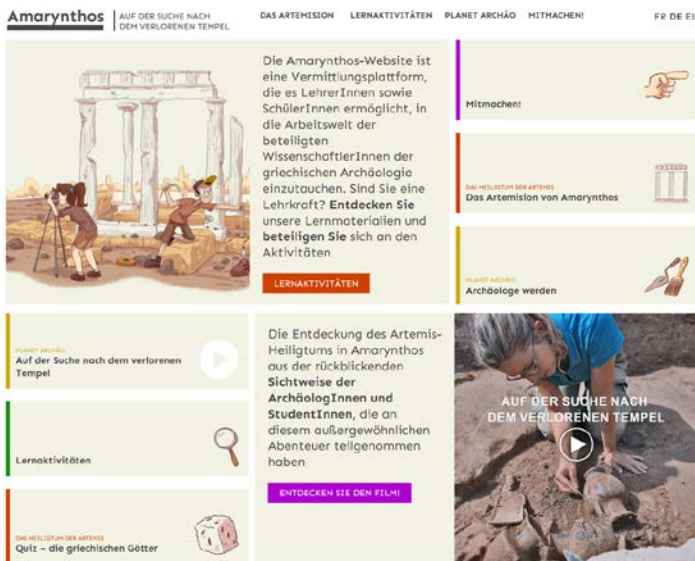 Amarynthos
AUF DER SUCHE NACH
DEM VERLORENEN TEMPEL
DAS ARTEMISION LERNAKTIVITÄTEN PLANET ARCHÄO MITMACHEN!
FR DE EL
Die Amarynthos-Website ist
eine Vermittlungsplattform,
die es LehrerInnen sowie
SchülerInnen ermöglicht, in
die Arbeitswelt der
beteiligten
WissenschaftlerInnen der
griechischen Archäologie
einzutauchen. Sind Sie eine
Lehrkraft? Entdecken Sie
unsere Lernmaterialien und
beteiligen Sie sich an den
Aktivitäten
LERNAKTIVITÄTEN
Mitmachen!
DAS HEILIGTUM DER ARTEMIS
Das Artemision von Amarynthos
PLANET ARCHÄO
Archäologe werden
PLANET ARCHÄO
Auf der Suche nach dem verlorenen
Tempel
Lernaktivitäten
DAS HEILIGTUM DER ARTEMIS
Quiz – die griechischen Götter
Die Entdeckung des Artemis-
Heiligtums in Amarynthos
aus der rückblickenden
Sichtweise der
ArchäologInnen und
StudentInnen, die an
diesem außergewöhnlichen
Abenteuer teilgenommen
haben
ENTDECKEN SIE DEN FILM!
AUF DER SUCHE NACH
DEM VERLORENEN TEMPEL